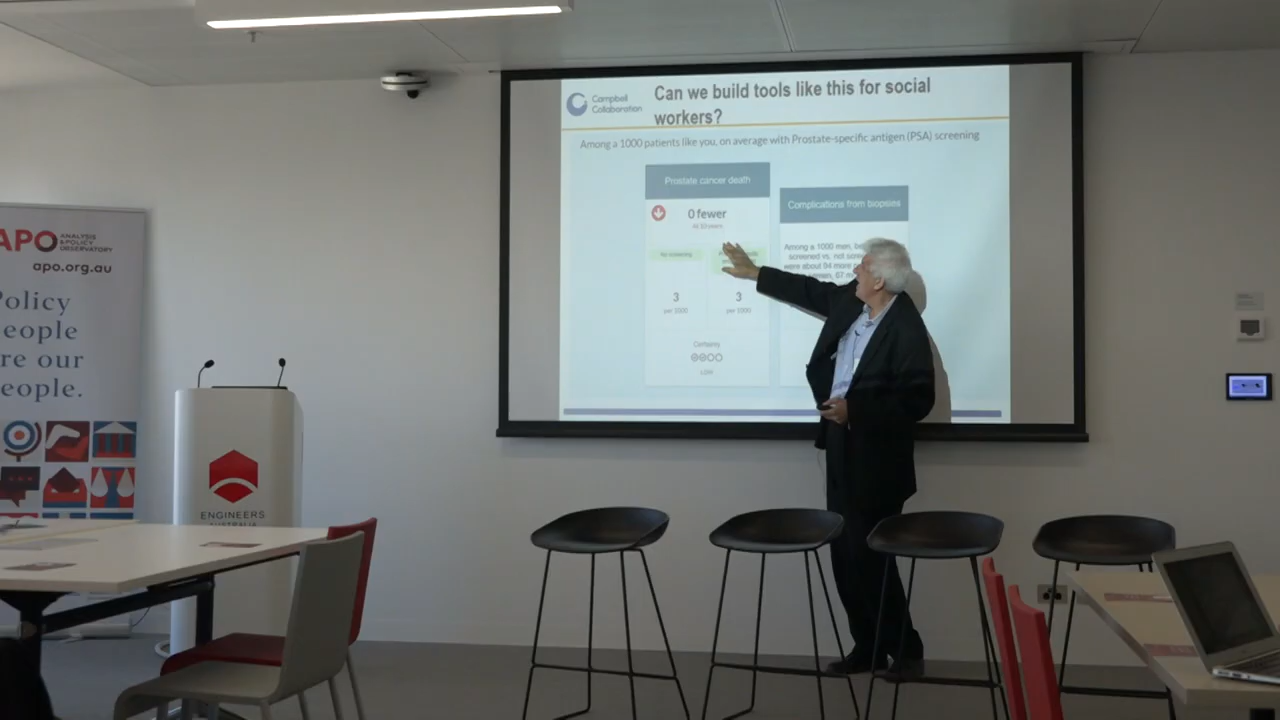 Campbell
Collaboration
Can we build tools like this for social
workers?
Among a 1000 patients like you, on average with Prostate-specific antigen (PSA) screening
Prostate cancer death
0 fewer
No screening
3
3
per 1000
per 1000
Certainty
LOW
Complications from biopsies
Among a 1000 men,
screened vs. not
were about 94 more
APO
ANALYSIS
& POLICY
OBSERVATORY
apo.org.au
Policy
eople
re our
eople.
ENGINEERS
AUSTRALIA